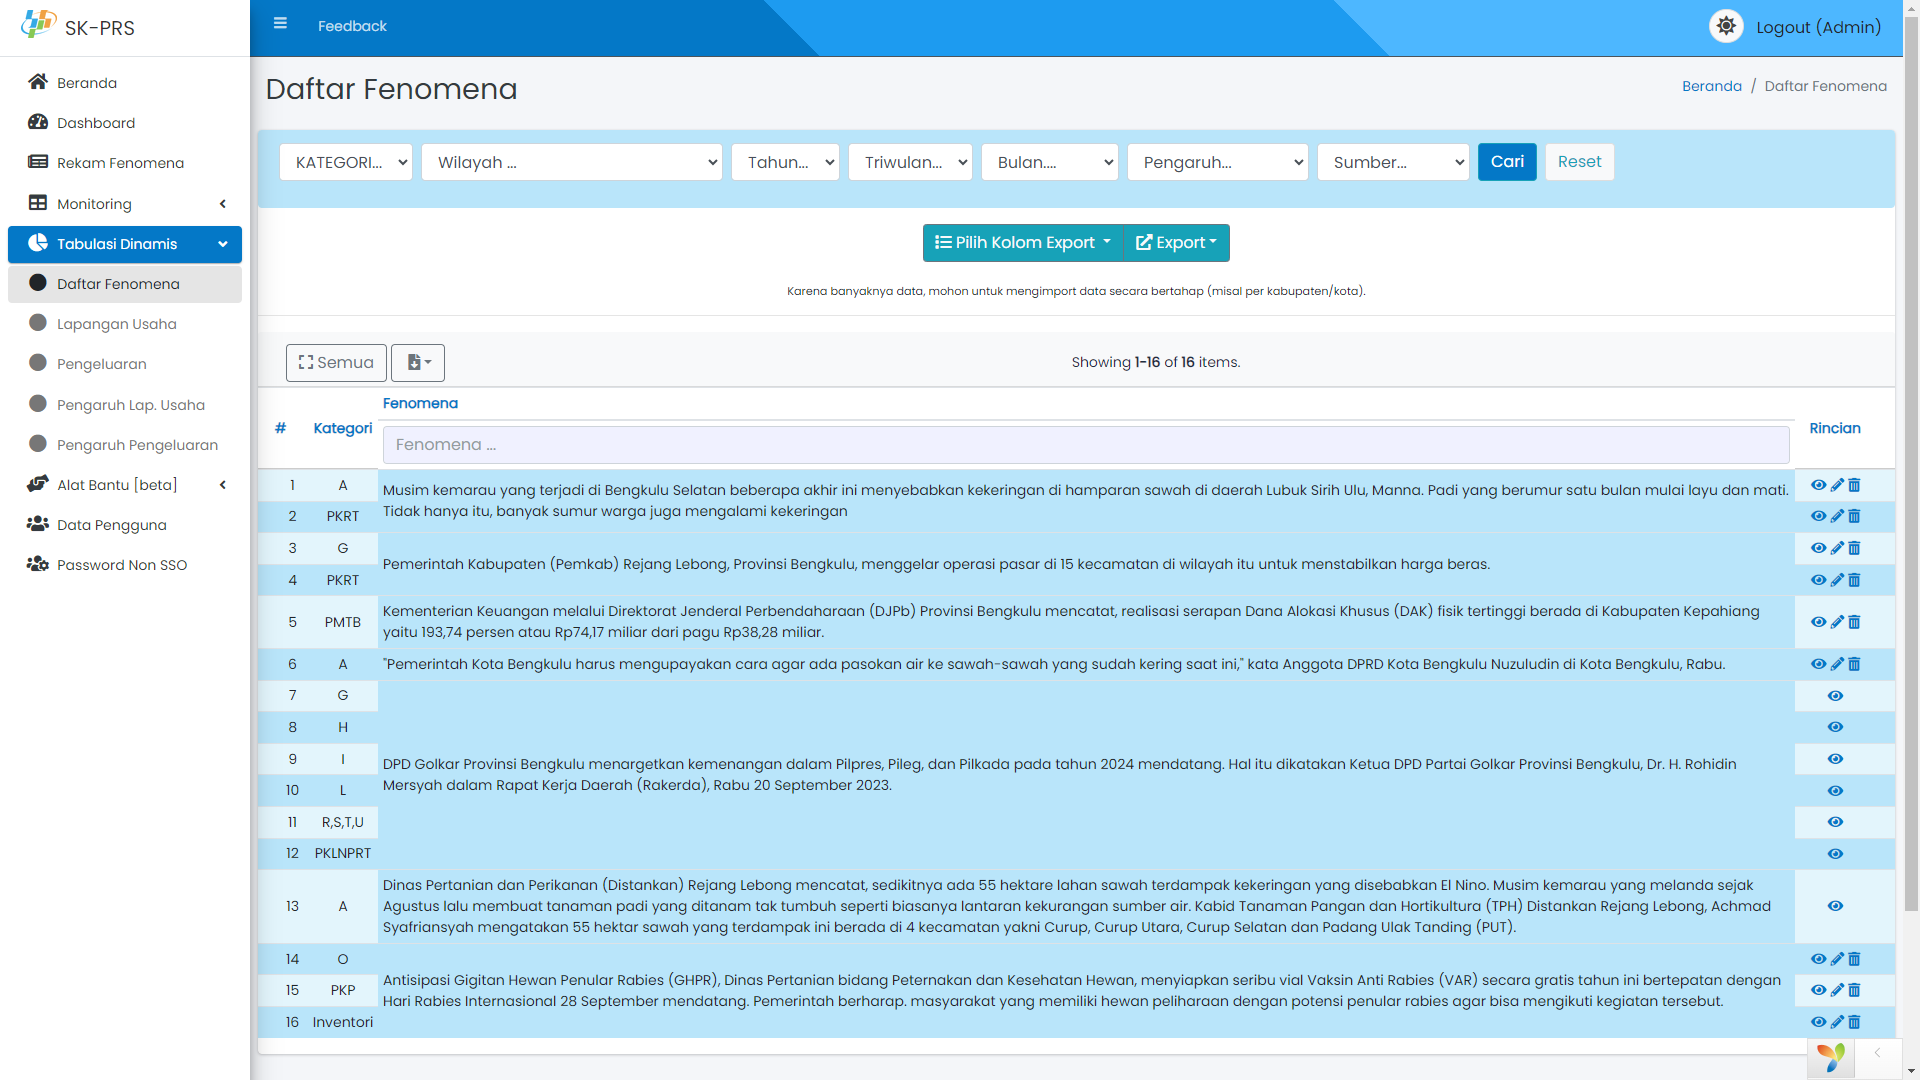 SK-PRS
Feedback
Logout (Admin)
Beranda
Dashboard
Rekam Fenomena
Monitoring
Tabulasi Dinamis
Daftar Fenomena
Lapangan Usaha
Pengeluaran
Pengaruh Lap. Usaha
Pengaruh Pengeluaran
Alat Bantu [beta]
Data Pengguna
Password Non SSO
Daftar Fenomena
Beranda / Daftar Fenomena
KATEGORI... Wilayah ... Tahun... Triwulan... Bulan.... Pengaruh... Sumber... Cari Reset
Pilih Kolom Export Export
Karena banyaknya data, mohon untuk mengimport data secara bertahap (misal per kabupaten/kota).
Semua
Showing 1-16 of 16 items.
# Kategori Fenomena Rincian
Fenomena ...
1 A
2 PKRT
Musim kemarau yang terjadi di Bengkulu Selatan beberapa akhir ini menyebabkan kekeringan di hamparan sawah di daerah Lubuk Sirih Ulu, Manna. Padi yang berumur satu bulan mulai layu dan mati.
Tidak hanya itu, banyak sumur warga juga mengalami kekeringan
3 G
4 PKRT
Pemerintah Kabupaten (Pemkab) Rejang Lebong, Provinsi Bengkulu, menggelar operasi pasar di 15 kecamatan di wilayah itu untuk menstabilkan harga beras.
5 PMTB
Kementerian Keuangan melalui Direktorat Jenderal Perbendaharaan (DJPb) Provinsi Bengkulu mencatat, realisasi serapan Dana Alokasi Khusus (DAK) fisik tertinggi berada di Kabupaten Kepahiang
yaitu 193,74 persen atau Rp74,17 miliar dari pagu Rp38,28 miliar.
6 A
"Pemerintah Kota Bengkulu harus mengupayakan cara agar ada pasokan air ke sawah-sawah yang sudah kering saat ini," kata Anggota DPRD Kota Bengkulu Nuzuludin di Kota Bengkulu, Rabu.
7 G
8 H
9 I
10 L
11 R,S,T,U
12 PKLNPRT
DPD Golkar Provinsi Bengkulu menargetkan kemenangan dalam Pilpres, Pileg, dan Pilkada pada tahun 2024 mendatang. Hal itu dikatakan Ketua DPD Partai Golkar Provinsi Bengkulu, Dr. H. Rohidin
Mersyah dalam Rapat Kerja Daerah (Rakerda), Rabu 20 September 2023.
13 A
Dinas Pertanian dan Perikanan (Distankan) Rejang Lebong mencatat, sedikitnya ada 55 hektare lahan sawah terdampak kekeringan yang disebabkan El Nino. Musim kemarau yang melanda sejak
Agustus lalu membuat tanaman padi yang ditanam tak tumbuh seperti biasanya lantaran kekurangan sumber air. Kabid Tanaman Pangan dan Hortikultura (TPH) Distankan Rejang Lebong, Achmad
Syafriansyah mengatakan 55 hektar sawah yang terdampak ini berada di 4 kecamatan yakni Curup, Curup Utara, Curup Selatan dan Padang Ulak Tanding (PUT).
14 O
15 PKP
16 Inventori
Antisipasi Gigitan Hewan Penular Rabies (GHPR), Dinas Pertanian bidang Peternakan dan Kesehatan Hewan, menyiapkan seribu vial Vaksin Anti Rabies (VAR) secara gratis tahun ini bertepatan dengan
Hari Rabies Internasional 28 September mendatang. Pemerintah berharap. masyarakat yang memiliki hewan peliharaan dengan potensi penular rabies agar bisa mengikuti kegiatan tersebut.